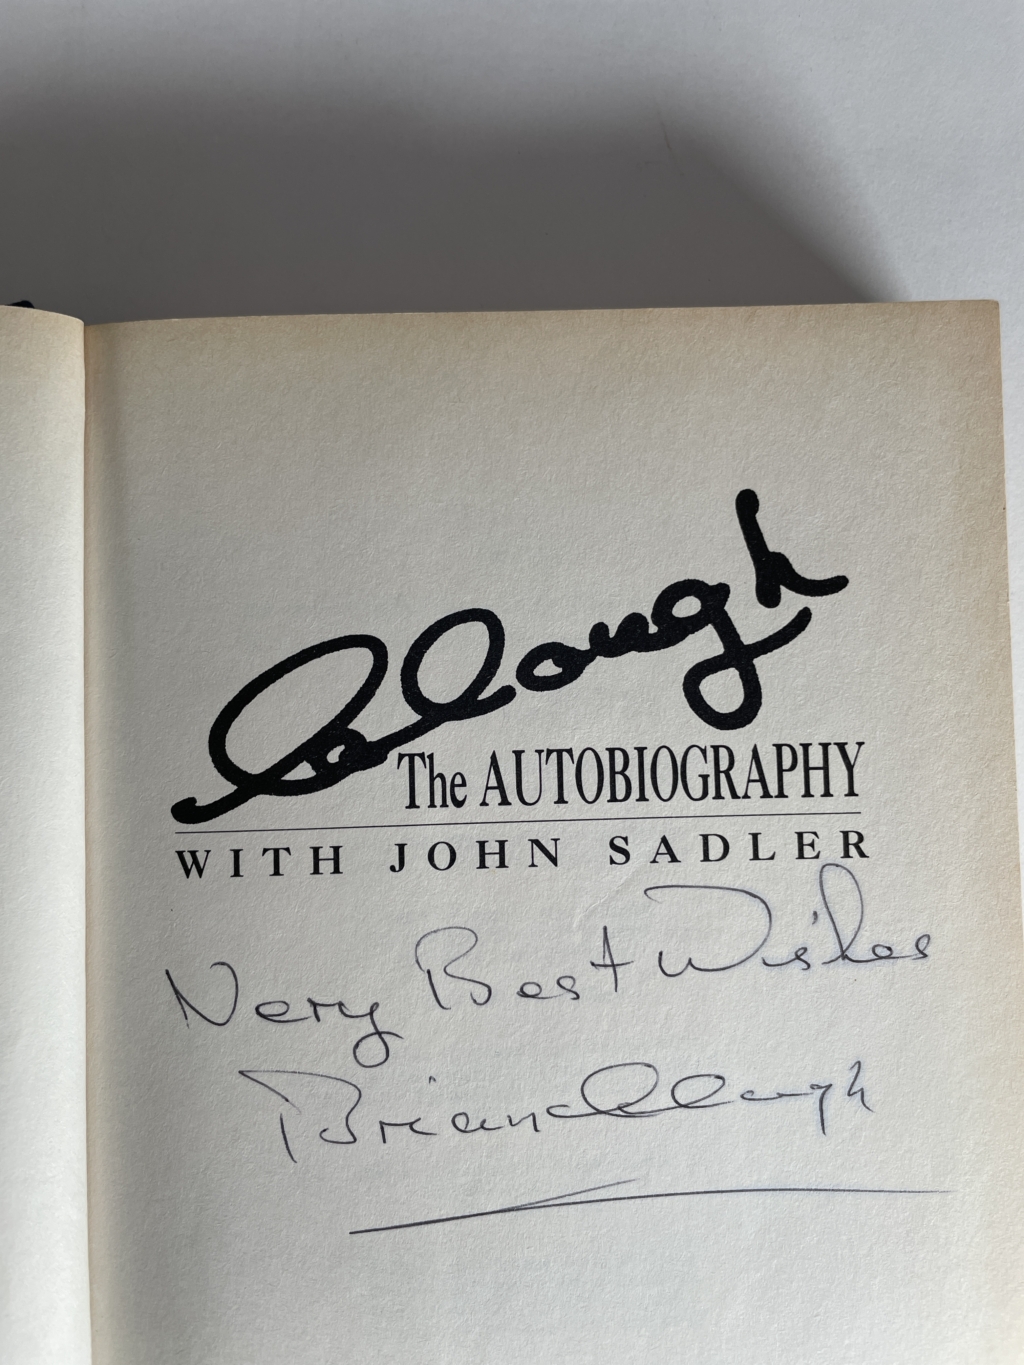 Clough
The AUTOBIOGRAPHY
WITH JOHN SADLER
Very Best Wishes
Brian Clough